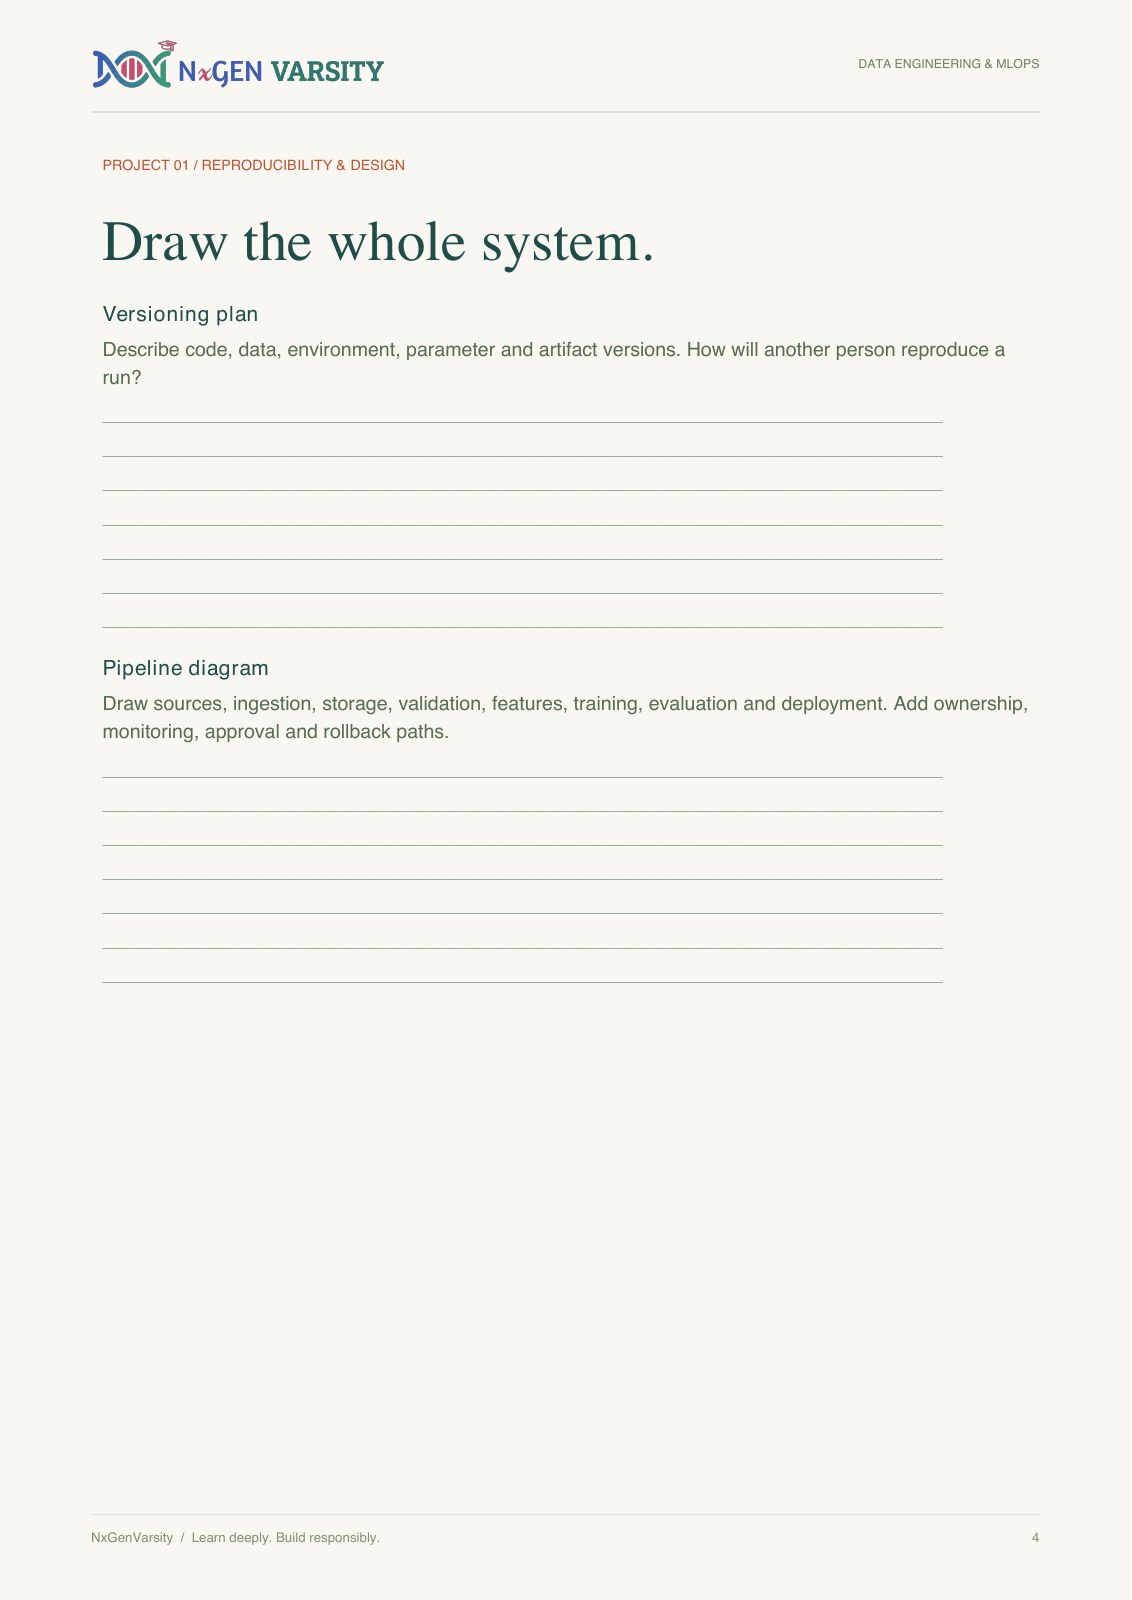 NxGEN VARSITY
DATA ENGINEERING & MLOPS
PROJECT 01 / REPRODUCIBILITY & DESIGN
Draw the whole system.
Versioning plan
Describe code, data, environment, parameter and artifact versions. How will another person reproduce a
run?
Pipeline diagram
Draw sources, ingestion, storage, validation, features, training, evaluation and deployment. Add ownership,
monitoring, approval and rollback paths.
NxGenVarsity / Learn deeply. Build responsibly.
4